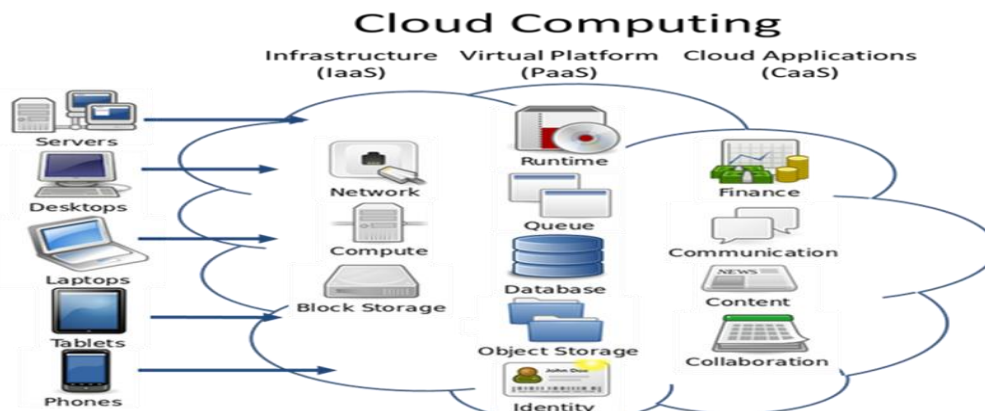 Cloud Computing
Infrastructure Virtual Platform Cloud Applications
(IaaS) (PaaS) (CaaS)
Servers
Desktops
Laptops
Tablets
Phones
Network
Compute
Block Storage
Runtime
Queue
Database
Object Storage
John Doe
Identity
Finance
Communication
NEWS
Content
Collaboration